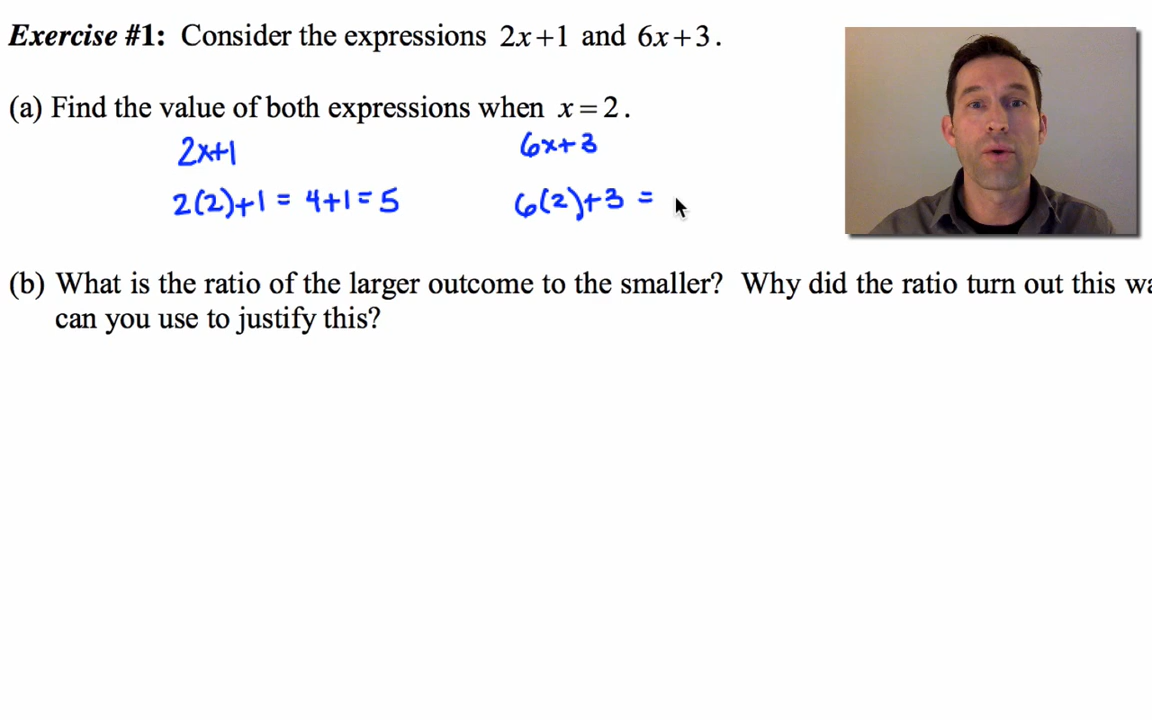 Exercise #1: Consider the expressions 2x+1 and 6x+3.
(a) Find the value of both expressions when x=2.
2x+1 6x+3
2(2)+1 = 4+1=5 6(2)+3 =
(b) What is the ratio of the larger outcome to the smaller? Why did the ratio turn out this wa
can you use to justify this?